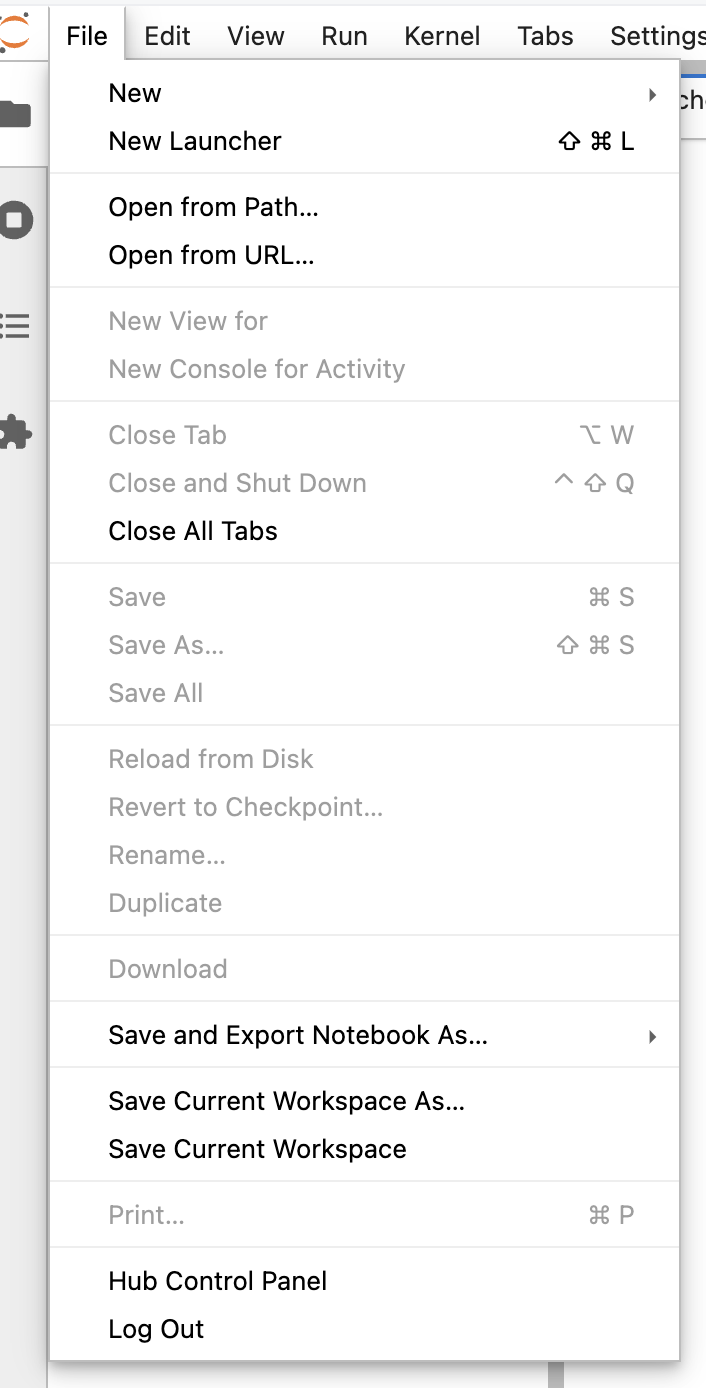 File Edit View Run Kernel Tabs Settings
New
New Launcher ⇧ ⌘ L
Open from Path…
Open from URL…
New View for
New Console for Activity
Close Tab ⌥ W
Close and Shut Down ^ ⇧ Q
Close All Tabs
Save ⌘ S
Save As…
⇧ ⌘ S
Save All
Reload from Disk
Revert to Checkpoint…
Rename…
Duplicate
Download
Save and Export Notebook As…
Save Current Workspace As…
Save Current Workspace
Print… ⌘ P
Hub Control Panel
Log Out